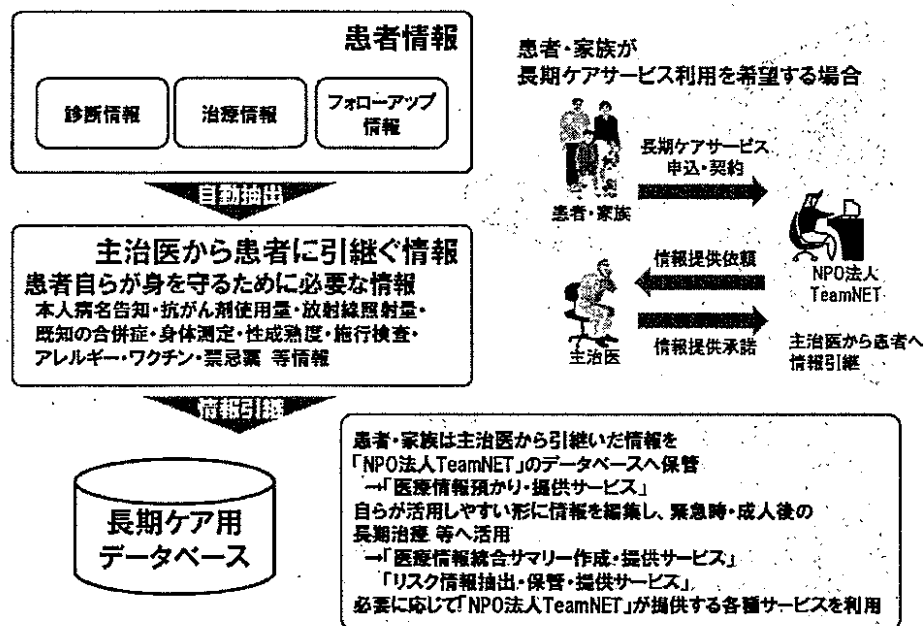 患者情報
診断情報
治療情報
フォローアップ
情報
自動抽出
主治医から患者に引継ぐ情報
患者自らが身を守るために必要な情報
本人病名告知・抗がん剤使用量・放射線照射量・
既知の合併症・身体測定・性成熟度・施行検査・
アレルギー・ワクチン・禁忌薬 等情報
情報引継
長期ケア用
データベース
患者・家族が
長期ケアサービス利用を希望する場合
長期ケアサービス
申込・契約
患者・家族
情報提供依頼
NPO法人
TeamNET
主治医
情報提供承諾
主治医から患者へ
情報引継
患者・家族は主治医から引継いだ情報を
「NPO法人TeamNET」のデータベースへ保管
→「医療情報預かり・提供サービス」
自らが活用しやすい形に情報を編集し、緊急時・成人後の
長期治療 等へ活用
→「医療情報統合サマリー作成・提供サービス」
「リスク情報抽出・保管・提供サービス」
必要に応じて「NPO法人TeamNET」が提供する各種サービスを利用